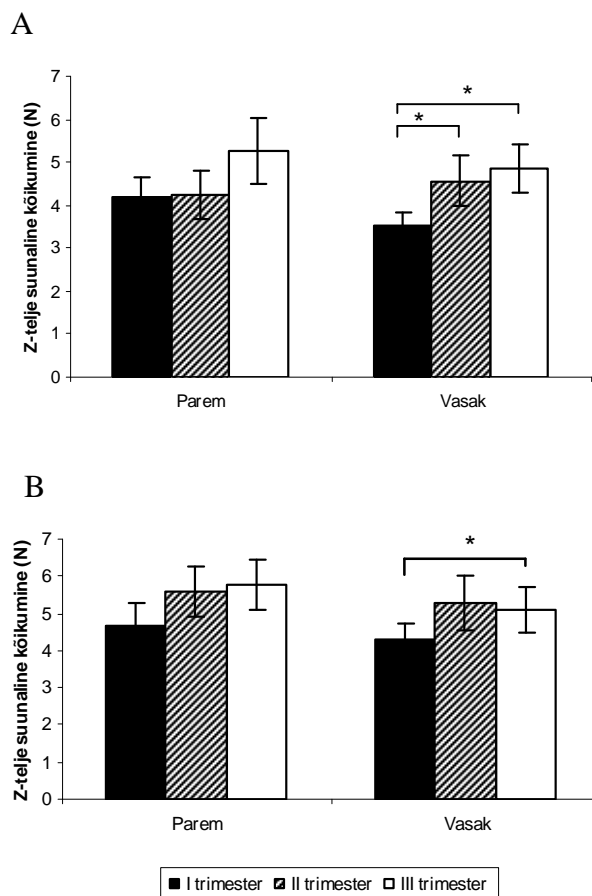 A
Z-telje suunaline kõikumine (N)
7
6
5
4
3
2
1
0
*
*
Parem Vasak
B
Z-telje suunaline kõikumine (N)
7
6
5
4
3
2
1
0
*
Parem Vasak
I trimester II trimester III trimester